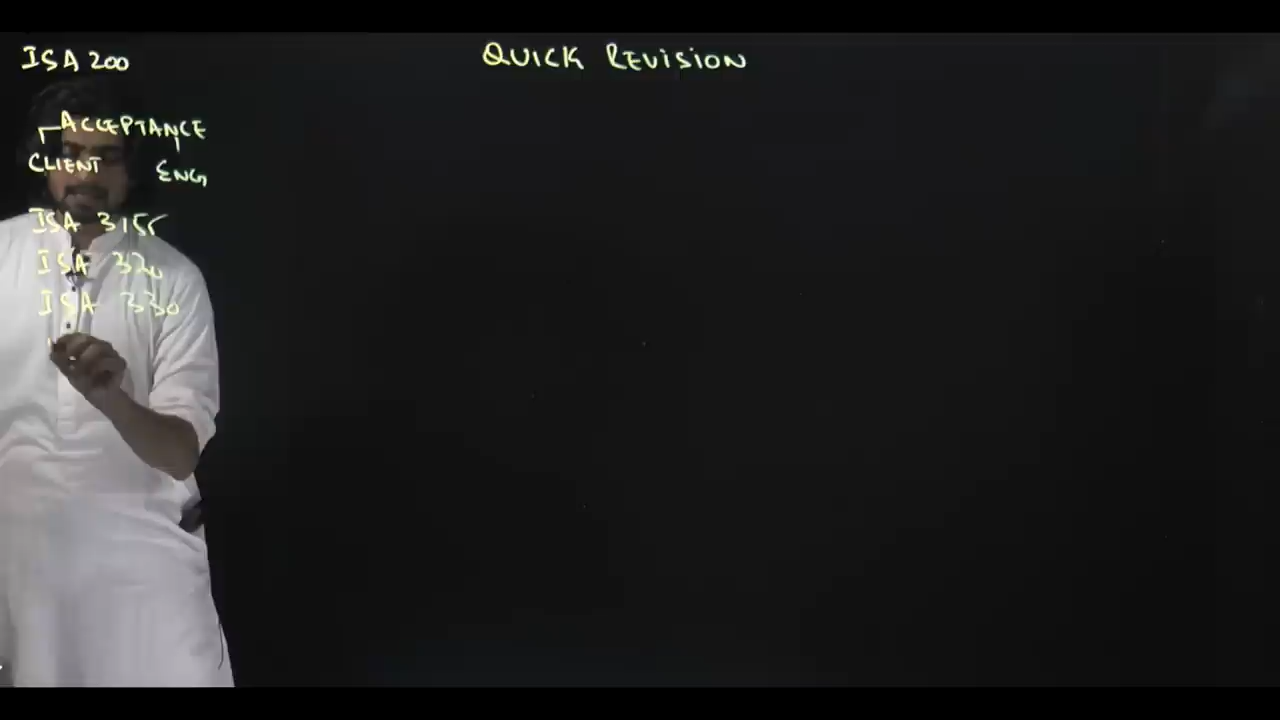 ISA 200
QUICK REVISION
ACCEPTANCE
CLIENT ENG
ISA 315
ISA 320
ISA 330